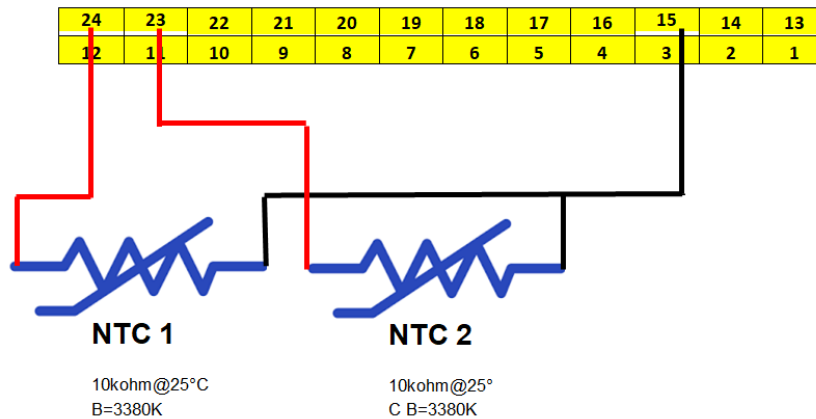 24 23 22 21 20 19 18 17 16 15 14 13
12 11 10 9 8 7 6 5 4 3 2 1
NTC 1
NTC 2
10kohm@25°C
B=3380K
10kohm@25°
C B=3380K